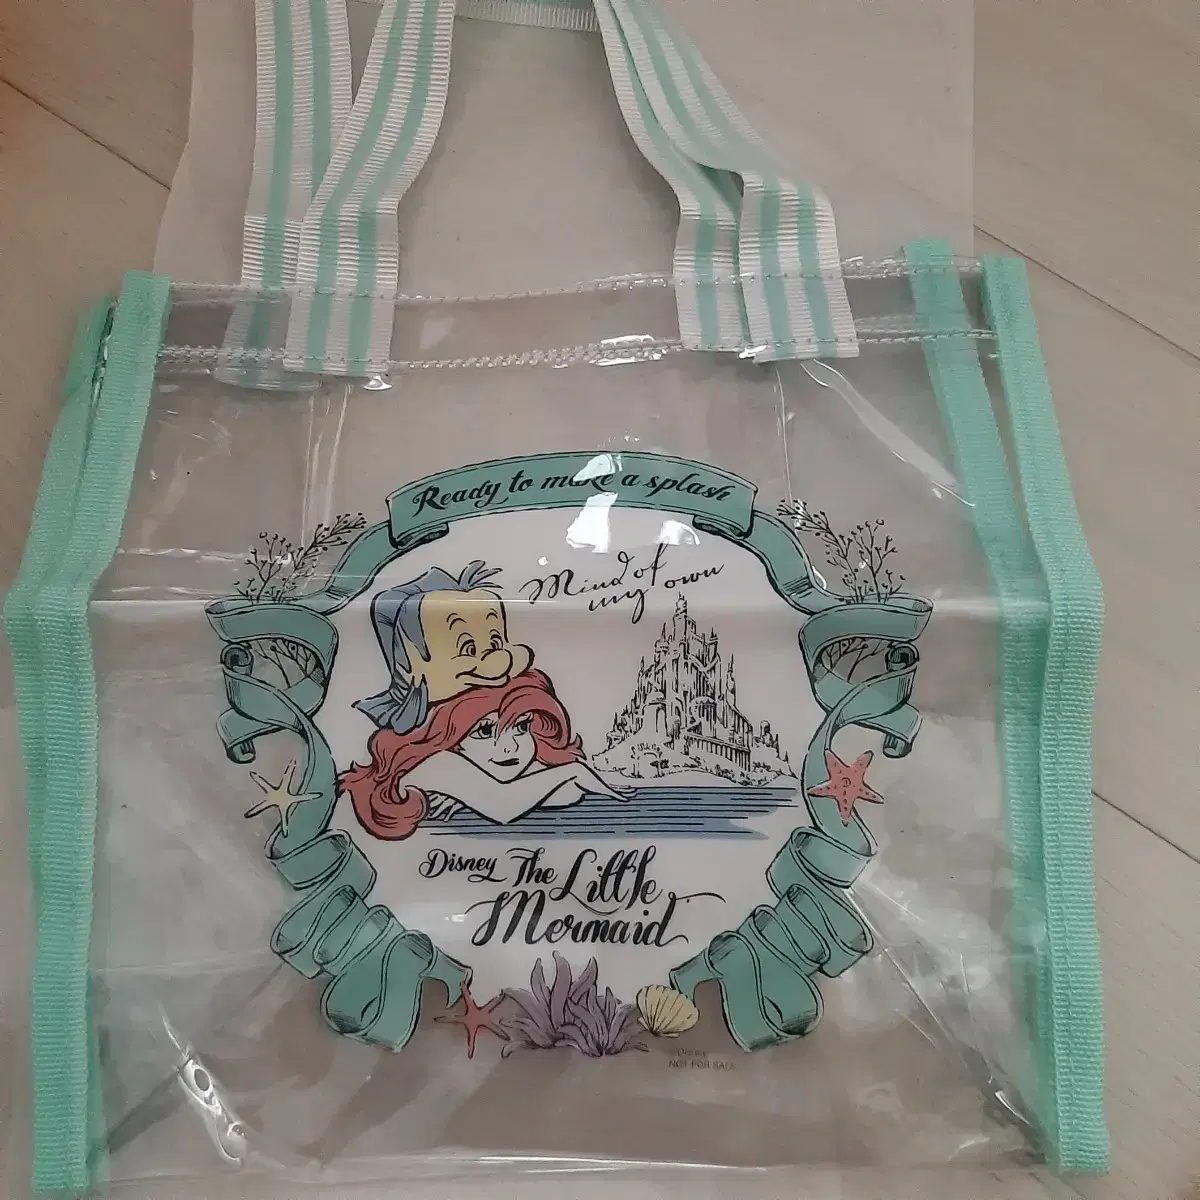 Ready to make a splash
Mind of
my own
Disney The Little
Mermaid
©Disney
NOT FOR SALE